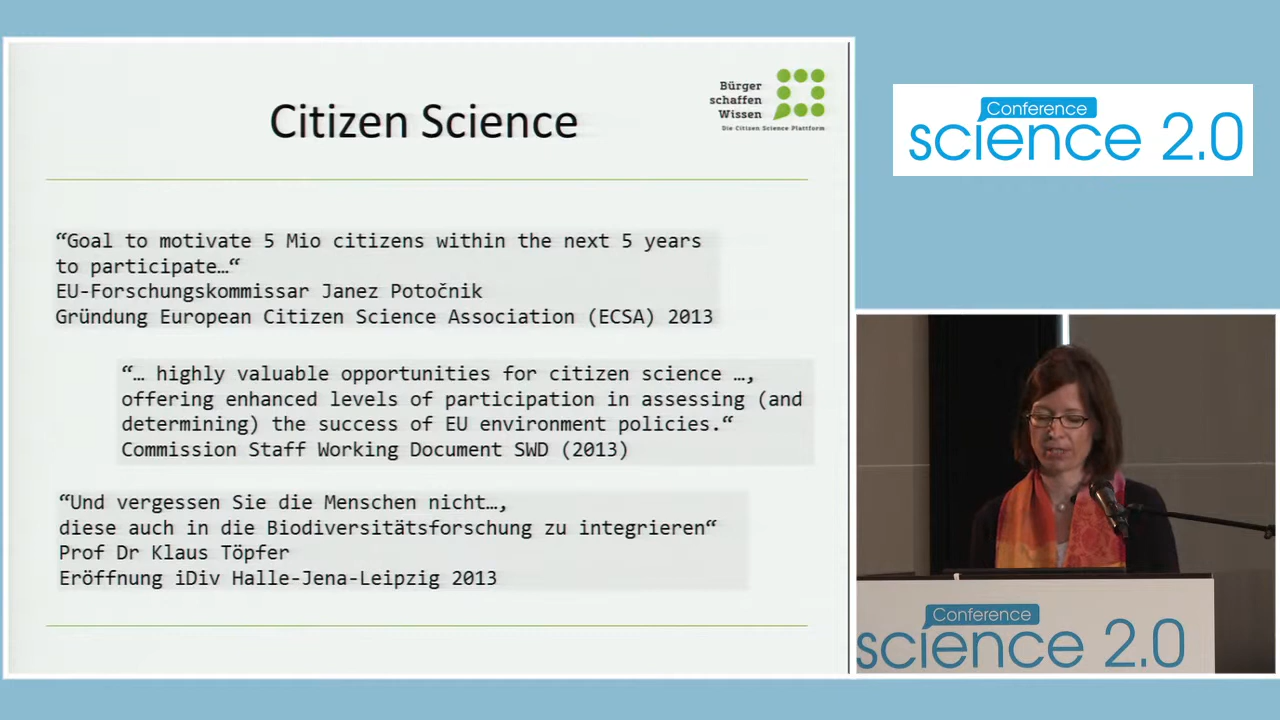 Citizen Science
Bürger
schaffen
Wissen
Die Citizen Science Plattform
“Goal to motivate 5 Mio citizens within the next 5 years
to participate…“
EU-Forschungskommissar Janez Potočnik
Gründung European Citizen Science Association (ECSA) 2013
“… highly valuable opportunities for citizen science …,
offering enhanced levels of participation in assessing (and
determining) the success of EU environment policies.“
Commission Staff Working Document SWD (2013)
“Und vergessen Sie die Menschen nicht…,
diese auch in die Biodiversitätsforschung zu integrieren“
Prof Dr Klaus Töpfer
Eröffnung iDiv Halle-Jena-Leipzig 2013
Conference
science 2.0
Conference
science 2.0